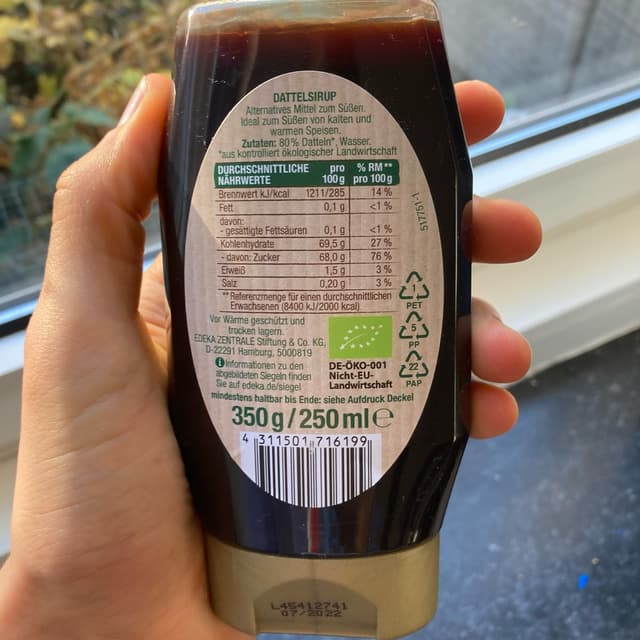 DATTELSIRUP
Alternatives Mittel zum Süßen.
Ideal zum Süßen von kalten und
warmen Speisen.
Zutaten: 80% Datteln*, Wasser.
*aus kontrolliert ökologischer Landwirtschaft
DURCHSCHNITTLICHE NÄHRWERTE pro 100g % RM** pro 100g
Brennwert kJ/kcal 1211/285 14 %
Fett 0,1 g <1 %
davon:
- gesättigte Fettsäuren 0,1 g <1 %
Kohlenhydrate 69,5 g 27 %
- davon: Zucker 68,0 g 76 %
Eiweiß 1,5 g 3 %
Salz 0,20 g 3 %
**Referenzmenge für einen durchschnittlichen
Erwachsenen (8400 kJ/2000 kcal)
517751-1
Vor Wärme geschützt und
trocken lagern.
EDEKA ZENTRALE Stiftung & Co. KG,
D-22291 Hamburg, 5000819
i Informationen zu den
abgebildeten Siegeln finden
Sie auf edeka.de/siegel
DE-ÖKO-001
Nicht-EU-
Landwirtschaft
1
PET
5
PP
22
PAP
mindestens haltbar bis Ende: siehe Aufdruck Deckel
350g/250ml℮
4 311501 716199
L45412741
07/2022